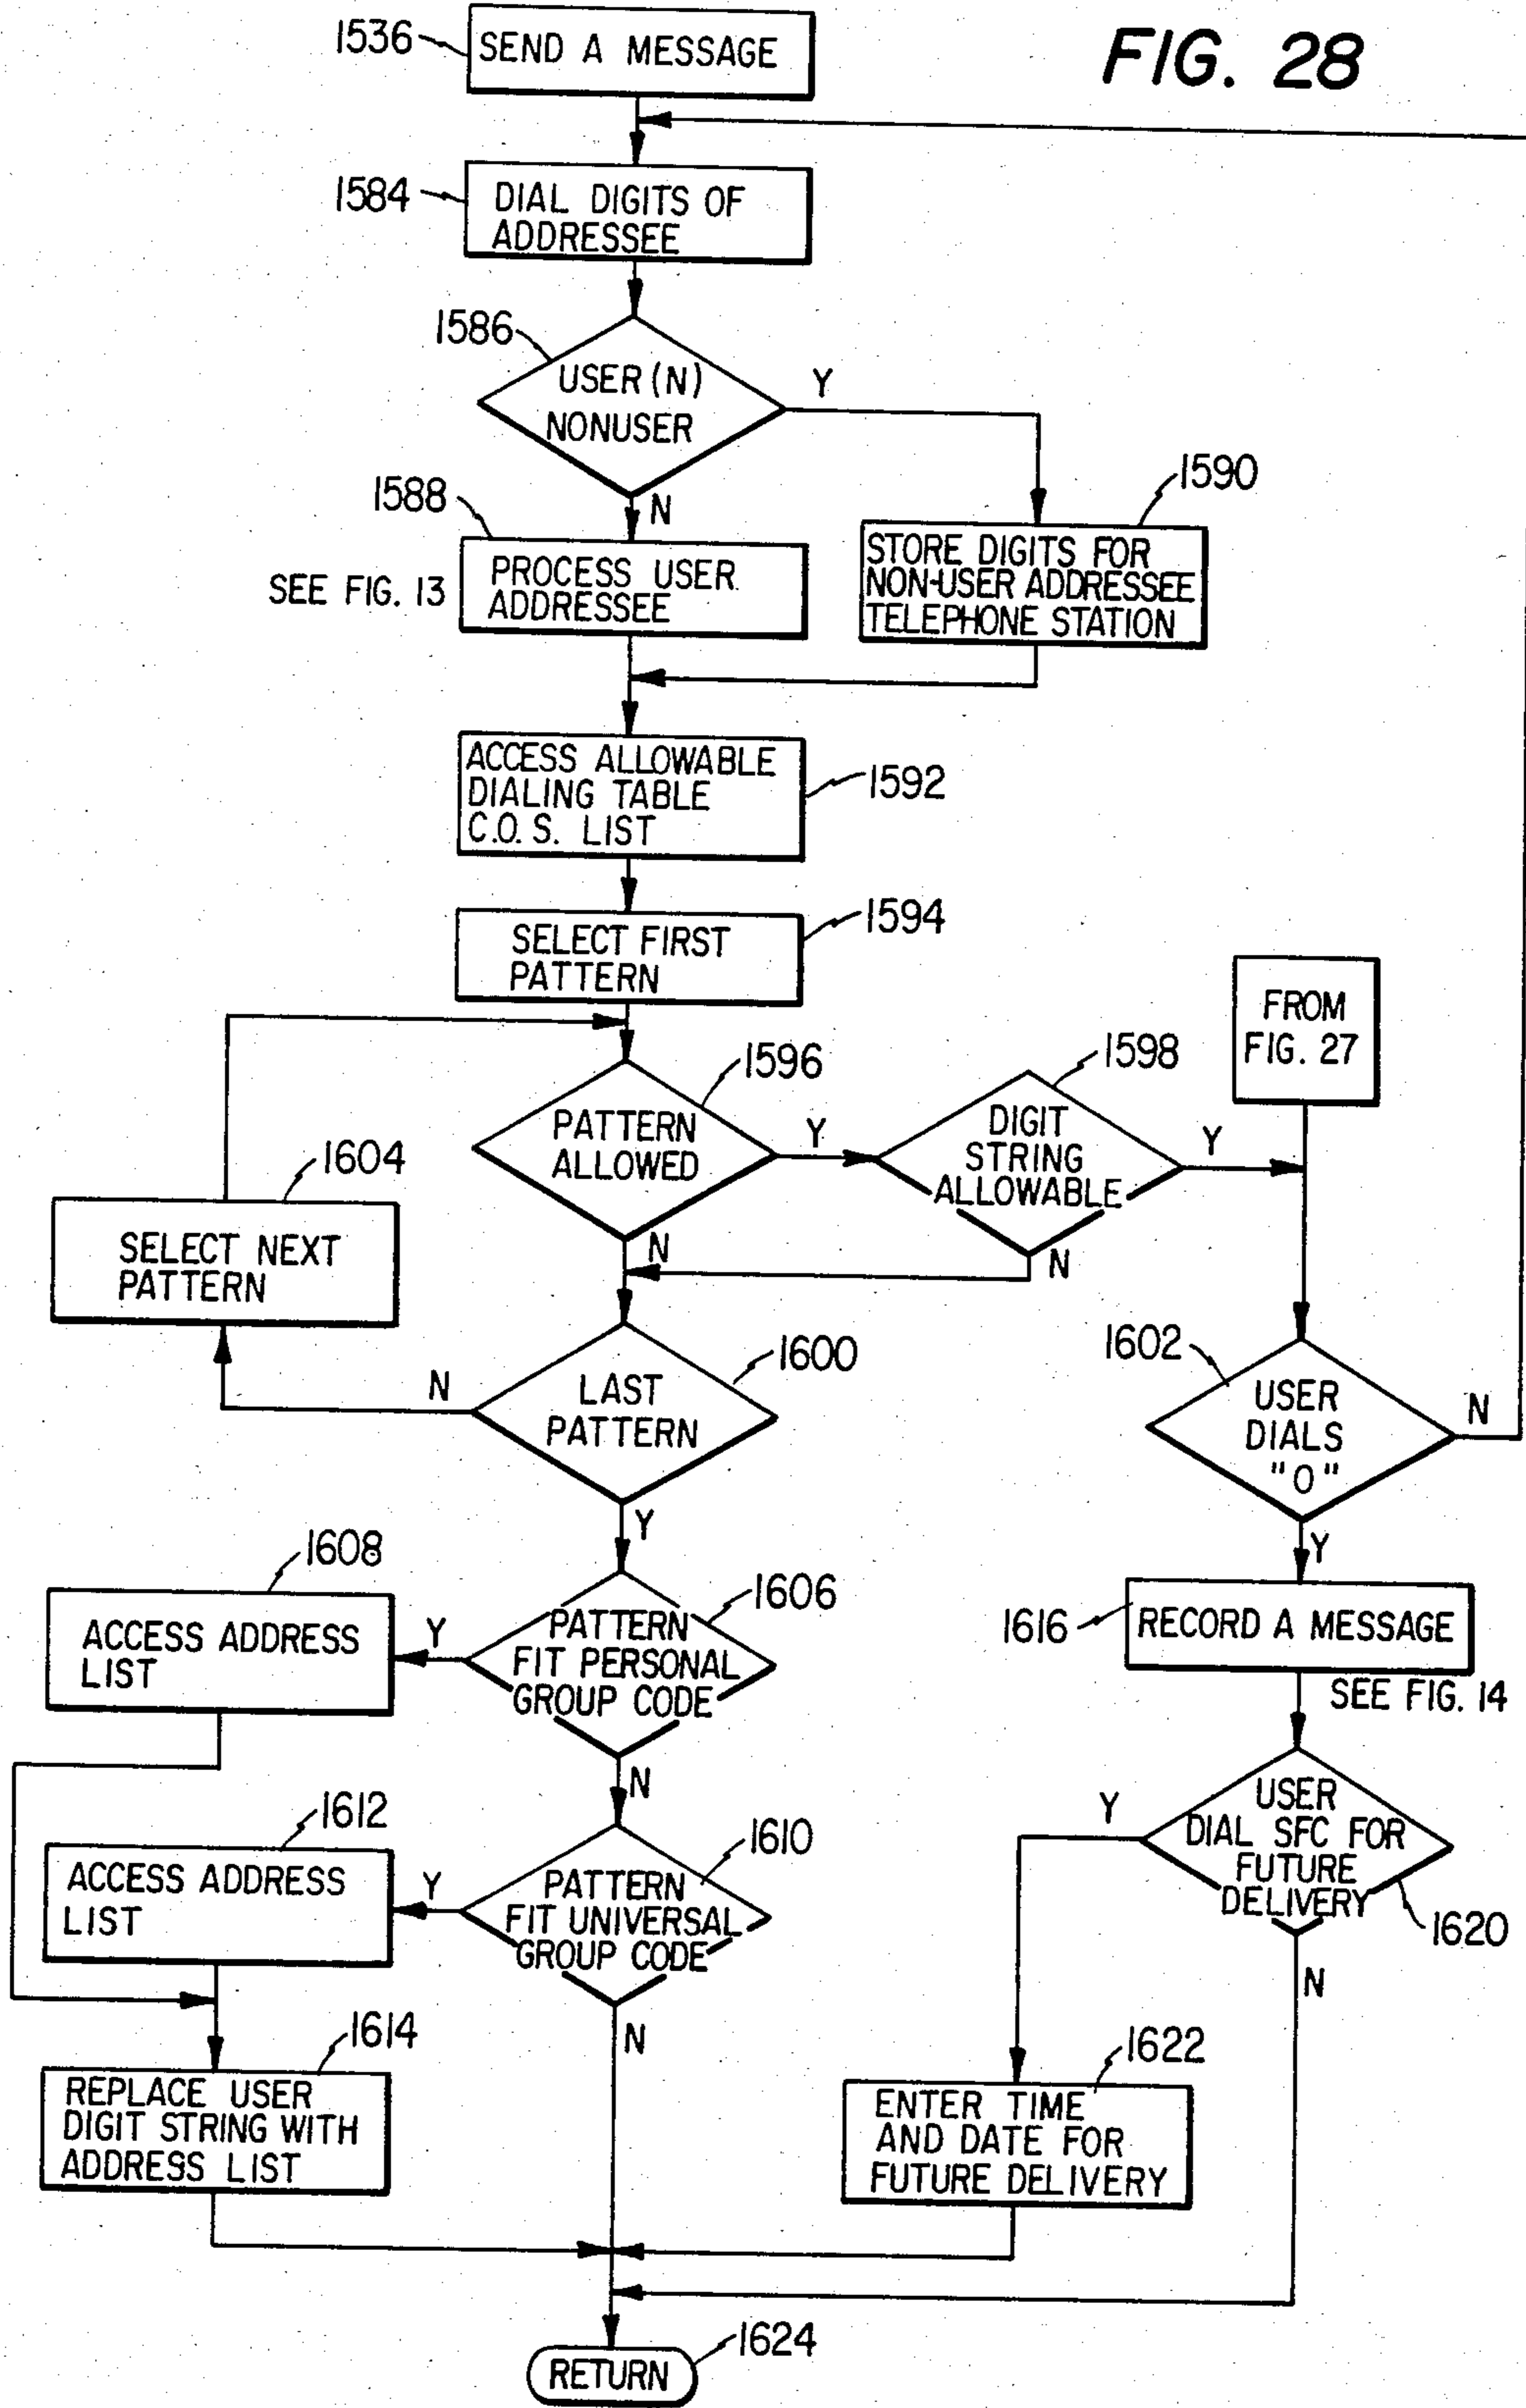 FIG. 28
1536
SEND A MESSAGE
1584
DIAL DIGITS OF
ADDRESSEE
1586
USER (N)
NONUSER
Y
N
1588
SEE FIG. 13
PROCESS USER
ADDRESSEE
1590
STORE DIGITS FOR
NON-USER ADDRESSEE
TELEPHONE STATION
ACCESS ALLOWABLE
DIALING TABLE
C.O.S. LIST
1592
SELECT FIRST
PATTERN
1594
FROM
FIG. 27
1596
PATTERN
ALLOWED
Y
N
1598
DIGIT
STRING
ALLOWABLE
Y
N
1604
SELECT NEXT
PATTERN
1600
LAST
PATTERN
N
Y
1602
USER
DIALS
"0"
N
Y
1608
ACCESS ADDRESS
LIST
Y
1606
PATTERN
FIT PERSONAL
GROUP CODE
N
1616
RECORD A MESSAGE
SEE FIG. 14
1612
ACCESS ADDRESS
LIST
Y
1610
PATTERN
FIT UNIVERSAL
GROUP CODE
N
Y
USER
DIAL SFC FOR
FUTURE
DELIVERY
1620
N
1614
REPLACE USER
DIGIT STRING WITH
ADDRESS LIST
1622
ENTER TIME
AND DATE FOR
FUTURE DELIVERY
RETURN
1624